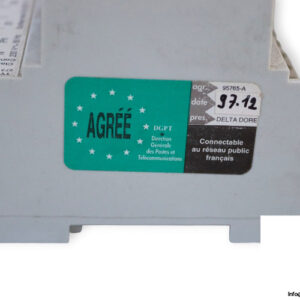 AGRÉÉ
DGPT
Direction
Générale
des Postes et
Télécommunications
agr. 95765-A
date 97.12
prés. DELTA DORE
Connectable
au réseau public
français